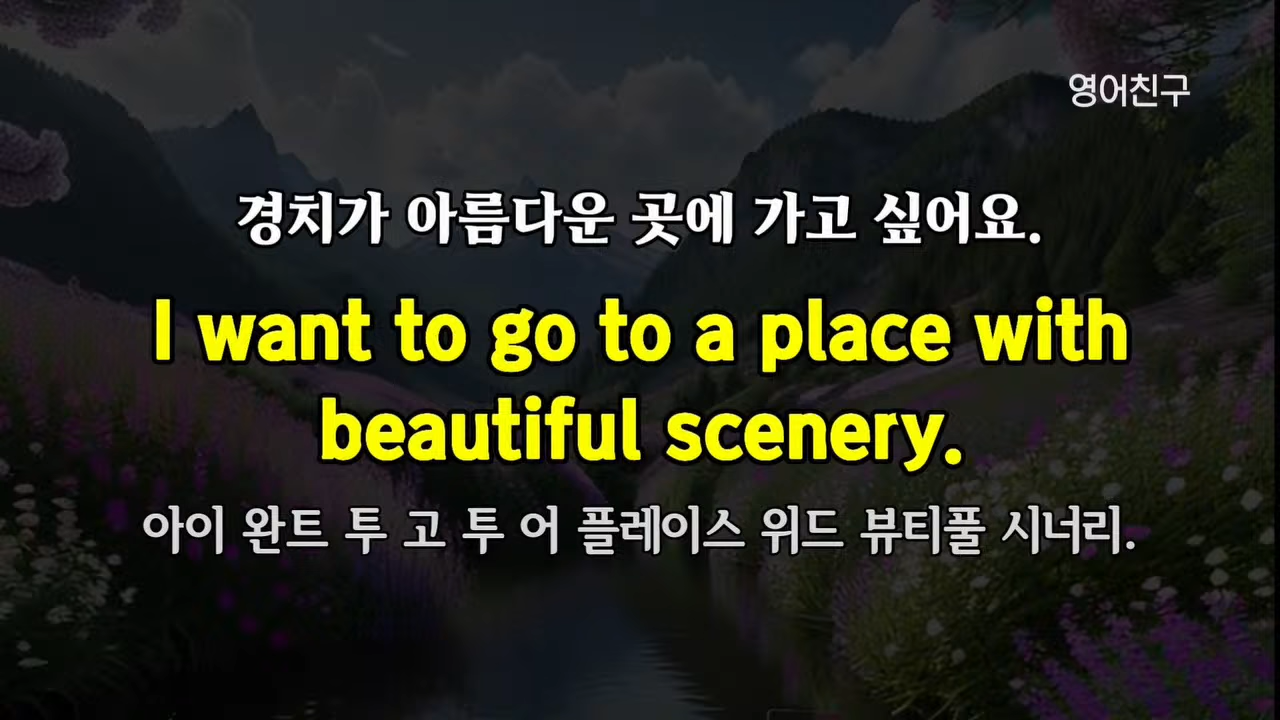 영어친구
경치가 아름다운 곳에 가고 싶어요.
I want to go to a place with
beautiful scenery.
아이 완트 투 고 투 어 플레이스 위드 뷰티풀 시너리.